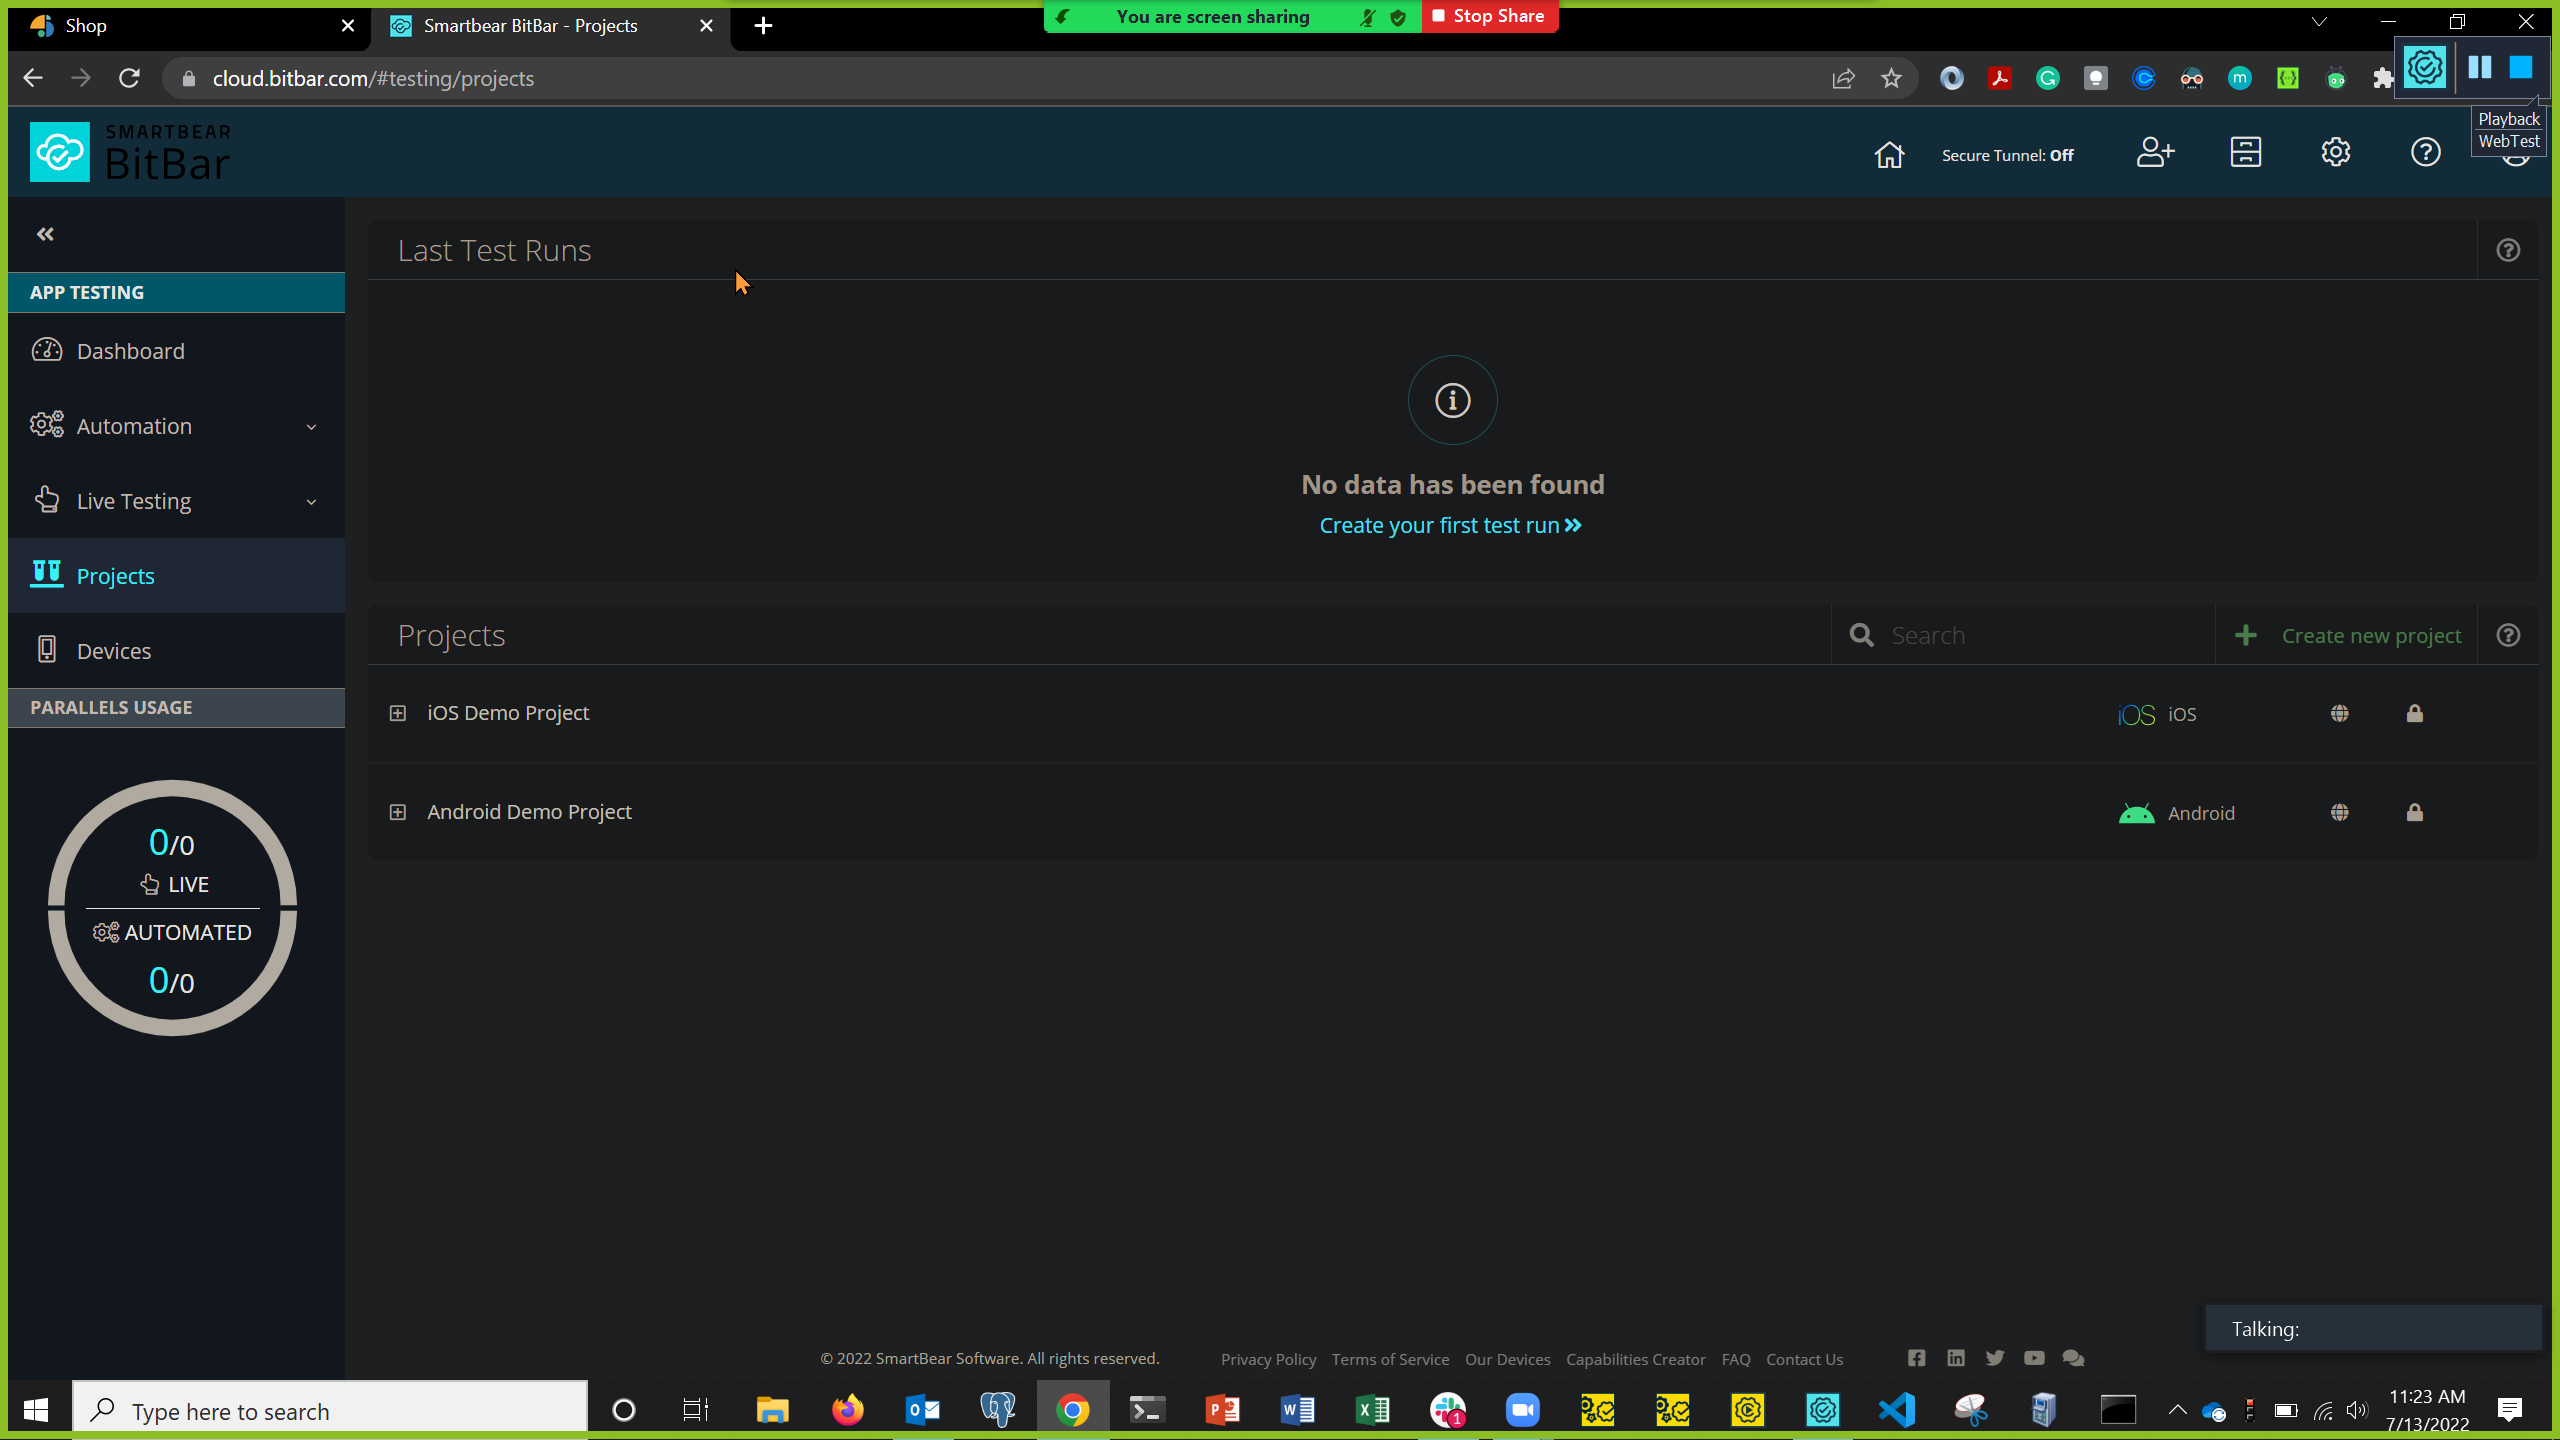 Shop
Smartbear BitBar - Projects
You are screen sharing
Stop Share
cloud.bitbar.com/#testing/projects
Playback
WebTest
SMARTBEAR
BitBar
Secure Tunnel: Off
APP TESTING
Dashboard
Automation
Live Testing
Projects
Devices
PARALLELS USAGE
0/0
LIVE
AUTOMATED
0/0
Last Test Runs
No data has been found
Create your first test run
Projects
Search
Create new project
iOS Demo Project
iOS iOS
Android Demo Project
Android
Talking:
© 2022 SmartBear Software. All rights reserved.
Privacy Policy Terms of Service Our Devices Capabilities Creator FAQ Contact Us
Type here to search
1
11:23 AM
7/13/2022